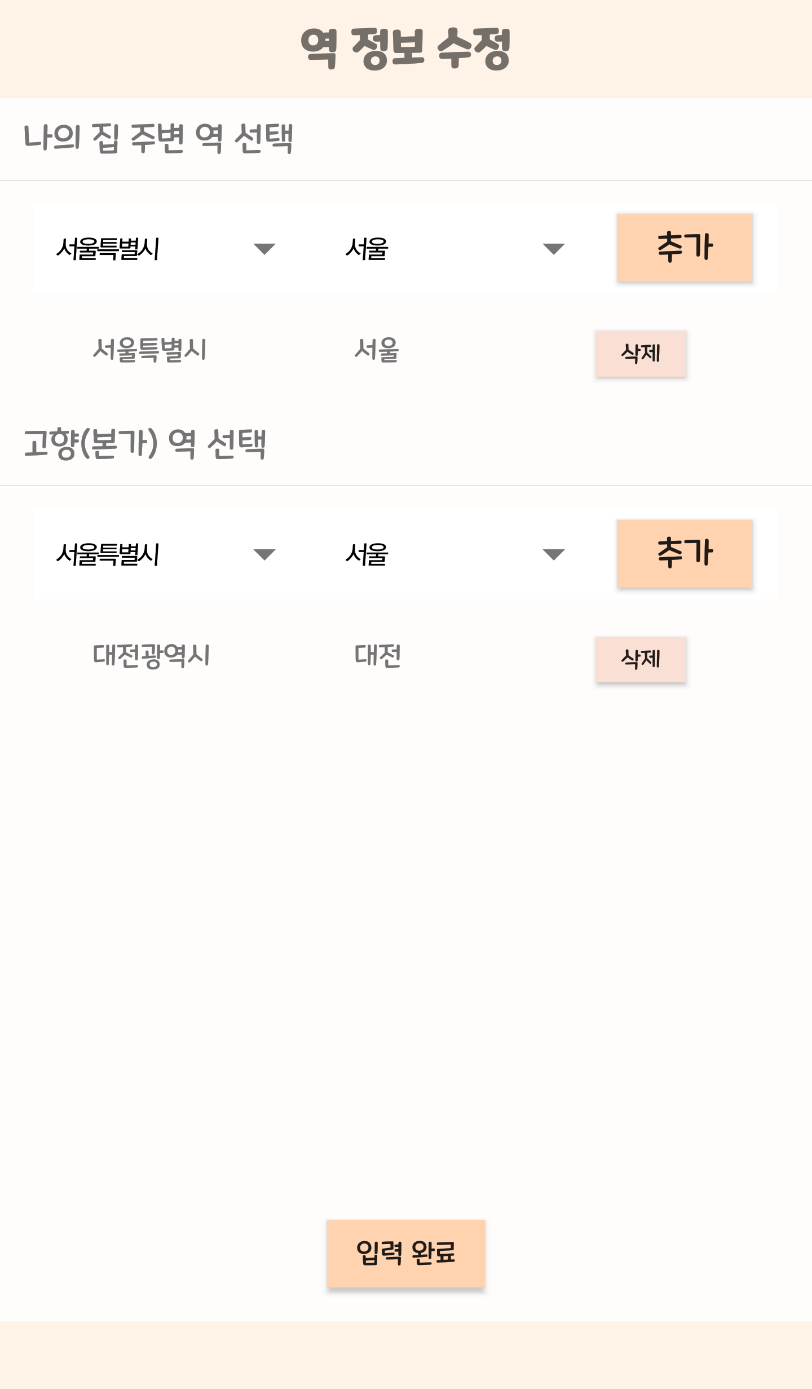 역 정보 수정
나의 집 주변 역 선택
서울특별시 서울 추가
서울특별시 서울 삭제
고향(본가) 역 선택
서울특별시 서울 추가
대전광역시 대전 삭제
입력 완료